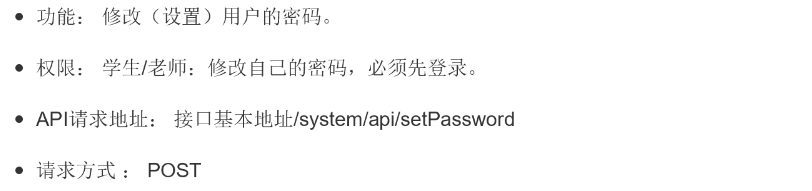 功能： 修改（设置）用户的密码。
权限： 学生/老师：修改自己的密码，必须先登录。
API请求地址： 接口基本地址/system/api/setPassword
请求方式 ： POST